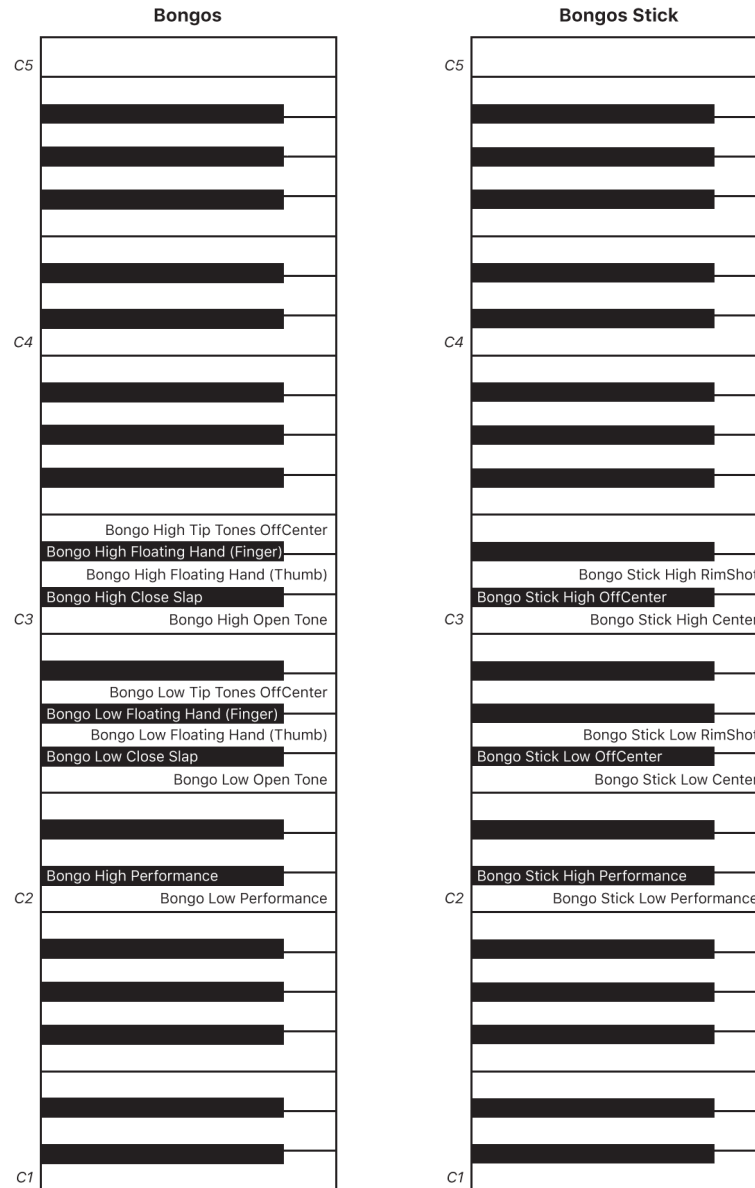 Bongos
C5
C4
Bongo High Tip Tones OffCenter
Bongo High Floating Hand (Finger)
Bongo High Floating Hand (Thumb)
Bongo High Close Slap
C3
Bongo High Open Tone
Bongo Low Tip Tones OffCenter
Bongo Low Floating Hand (Finger)
Bongo Low Floating Hand (Thumb)
Bongo Low Close Slap
Bongo Low Open Tone
Bongo High Performance
C2
Bongo Low Performance
C1
Bongos Stick
C5
C4
Bongo Stick High RimShot
Bongo Stick High OffCenter
C3
Bongo Stick High Center
Bongo Stick Low RimShot
Bongo Stick Low OffCenter
Bongo Stick Low Center
Bongo Stick High Performance
C2
Bongo Stick Low Performance
C1